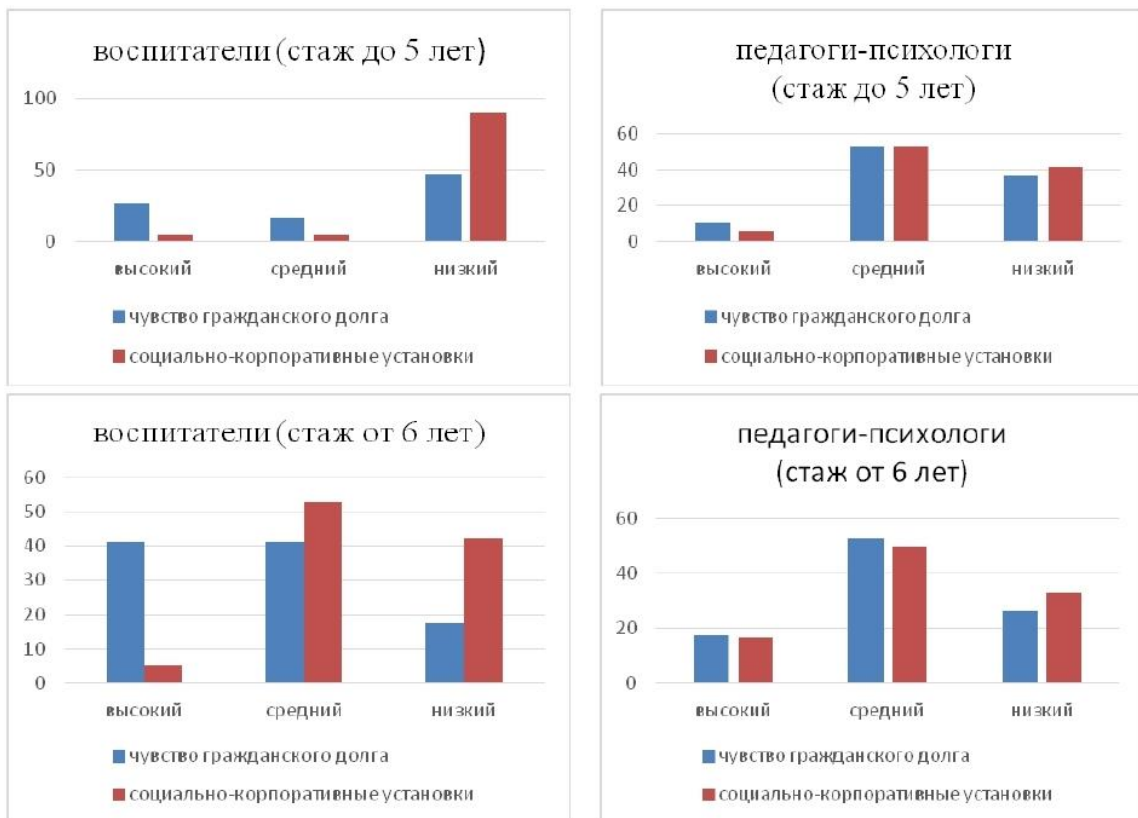 воспитатели (стаж до 5 лет)
100
50
0
высокий средний низкий
чувство гражданского долга
социально-корпоративные установки
педагоги-психологи
(стаж до 5 лет)
60
40
20
0
высокий средний низкий
чувство гражданского долга
социально-корпоративные установки
воспитатели (стаж от 6 лет)
60
50
40
30
20
10
0
высокий средний низкий
чувство гражданского долга
социально-корпоративные установки
педагоги-психологи
(стаж от 6 лет)
60
40
20
0
высокий средний низкий
чувство гражданского долга
социально-корпоративные установки